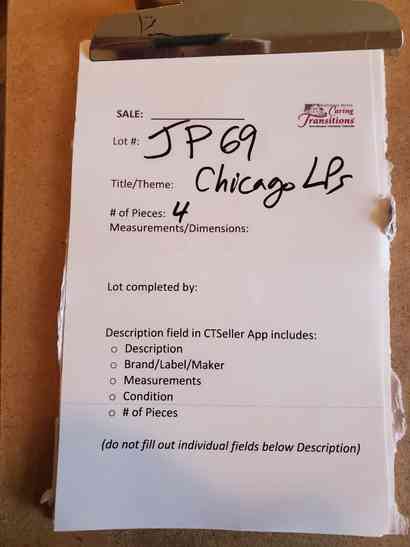 SALE: ________________
Caring
Transitions
Lot #: JP69
Title/Theme: Chicago LPs
# of Pieces: 4
Measurements/Dimensions:
Lot completed by:
Description field in CTSeller App includes:
o Description
o Brand/Label/Maker
o Measurements
o Condition
o # of Pieces
(do not fill out individual fields below Description)